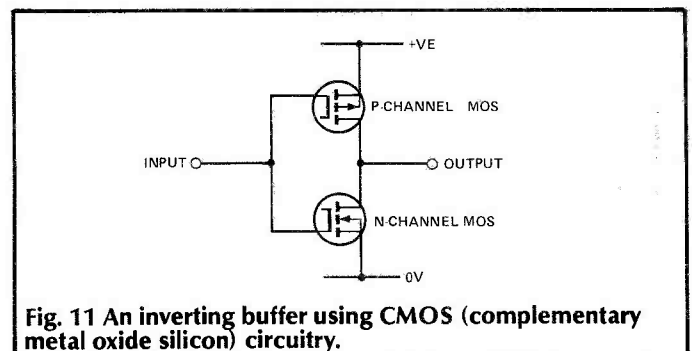 +VE
P-CHANNEL MOS
INPUT
OUTPUT
N-CHANNEL MOS
0V
Fig. 11 An inverting buffer using CMOS (complementary
metal oxide silicon) circuitry.